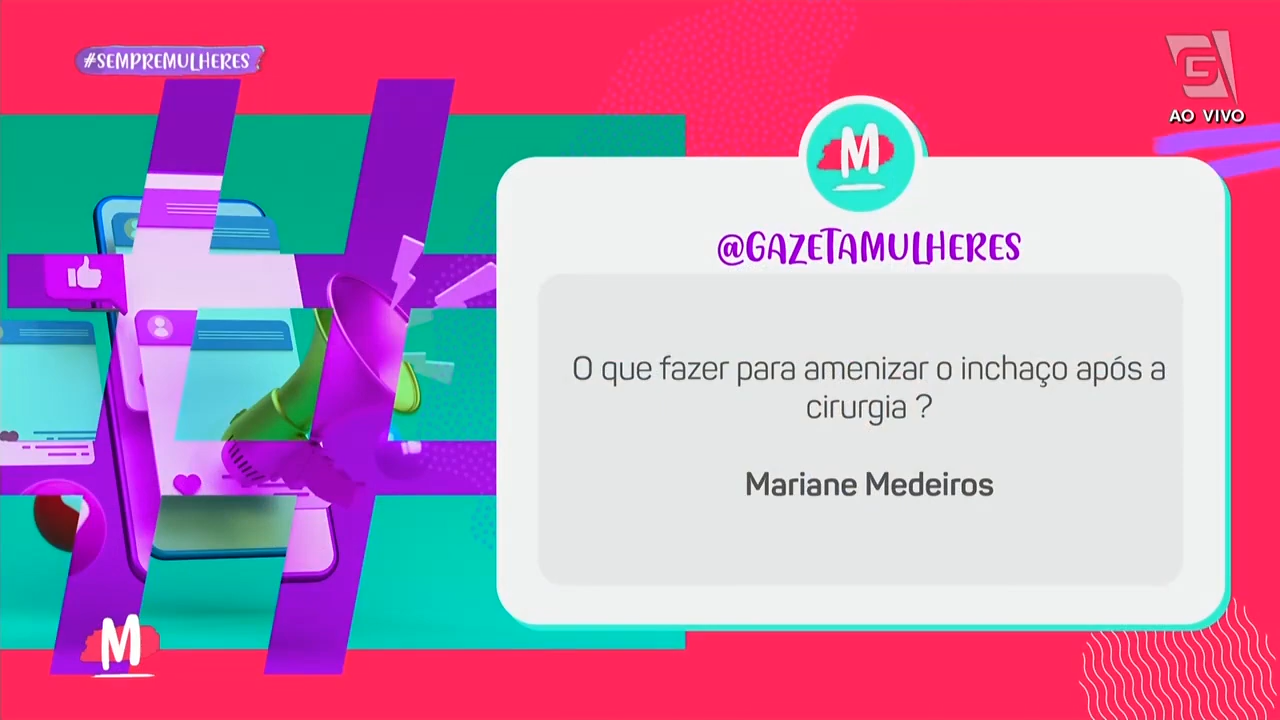 #SEMPREMULHERES
G
AO VIVO
M
@GAZETAMULHERES
O que fazer para amenizar o inchaço após a
cirurgia ?
Mariane Medeiros
M